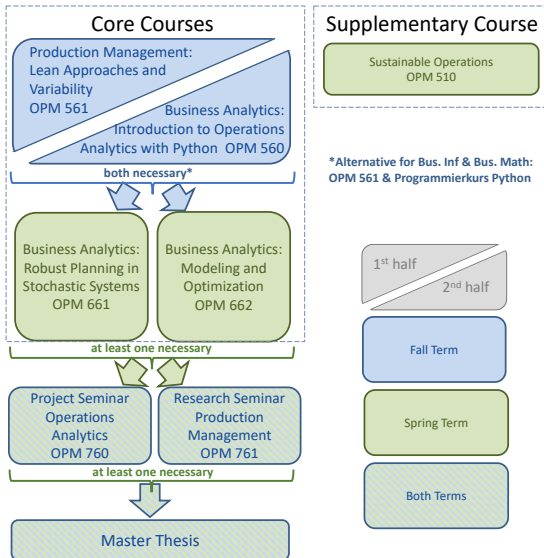 Core Courses
Production Management:
Lean Approaches and
Variability
OPM 561
Business Analytics:
Introduction to Operations
Analytics with Python OPM 560
both necessary*
Business Analytics:
Robust Planning in
Stochastic Systems
OPM 661
Business Analytics:
Modeling and
Optimization
OPM 662
at least one necessary
Project Seminar
Operations
Analytics
OPM 760
Research Seminar
Production
Management
OPM 761
at least one necessary
Master Thesis
Supplementary Course
Sustainable Operations
OPM 510
*Alternative for Bus. Inf & Bus. Math:
OPM 561 & Programmierkurs Python
1st half
2nd half
Fall Term
Spring Term
Both Terms